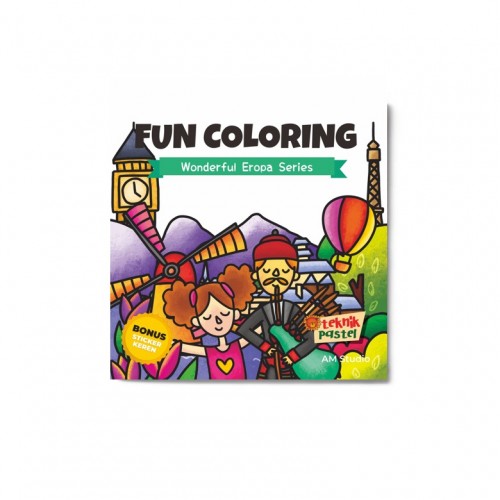 FUN COLORING
Wonderful Eropa Series
BONUS
STICKER
KEREN
teknik
pastel
AM Studio